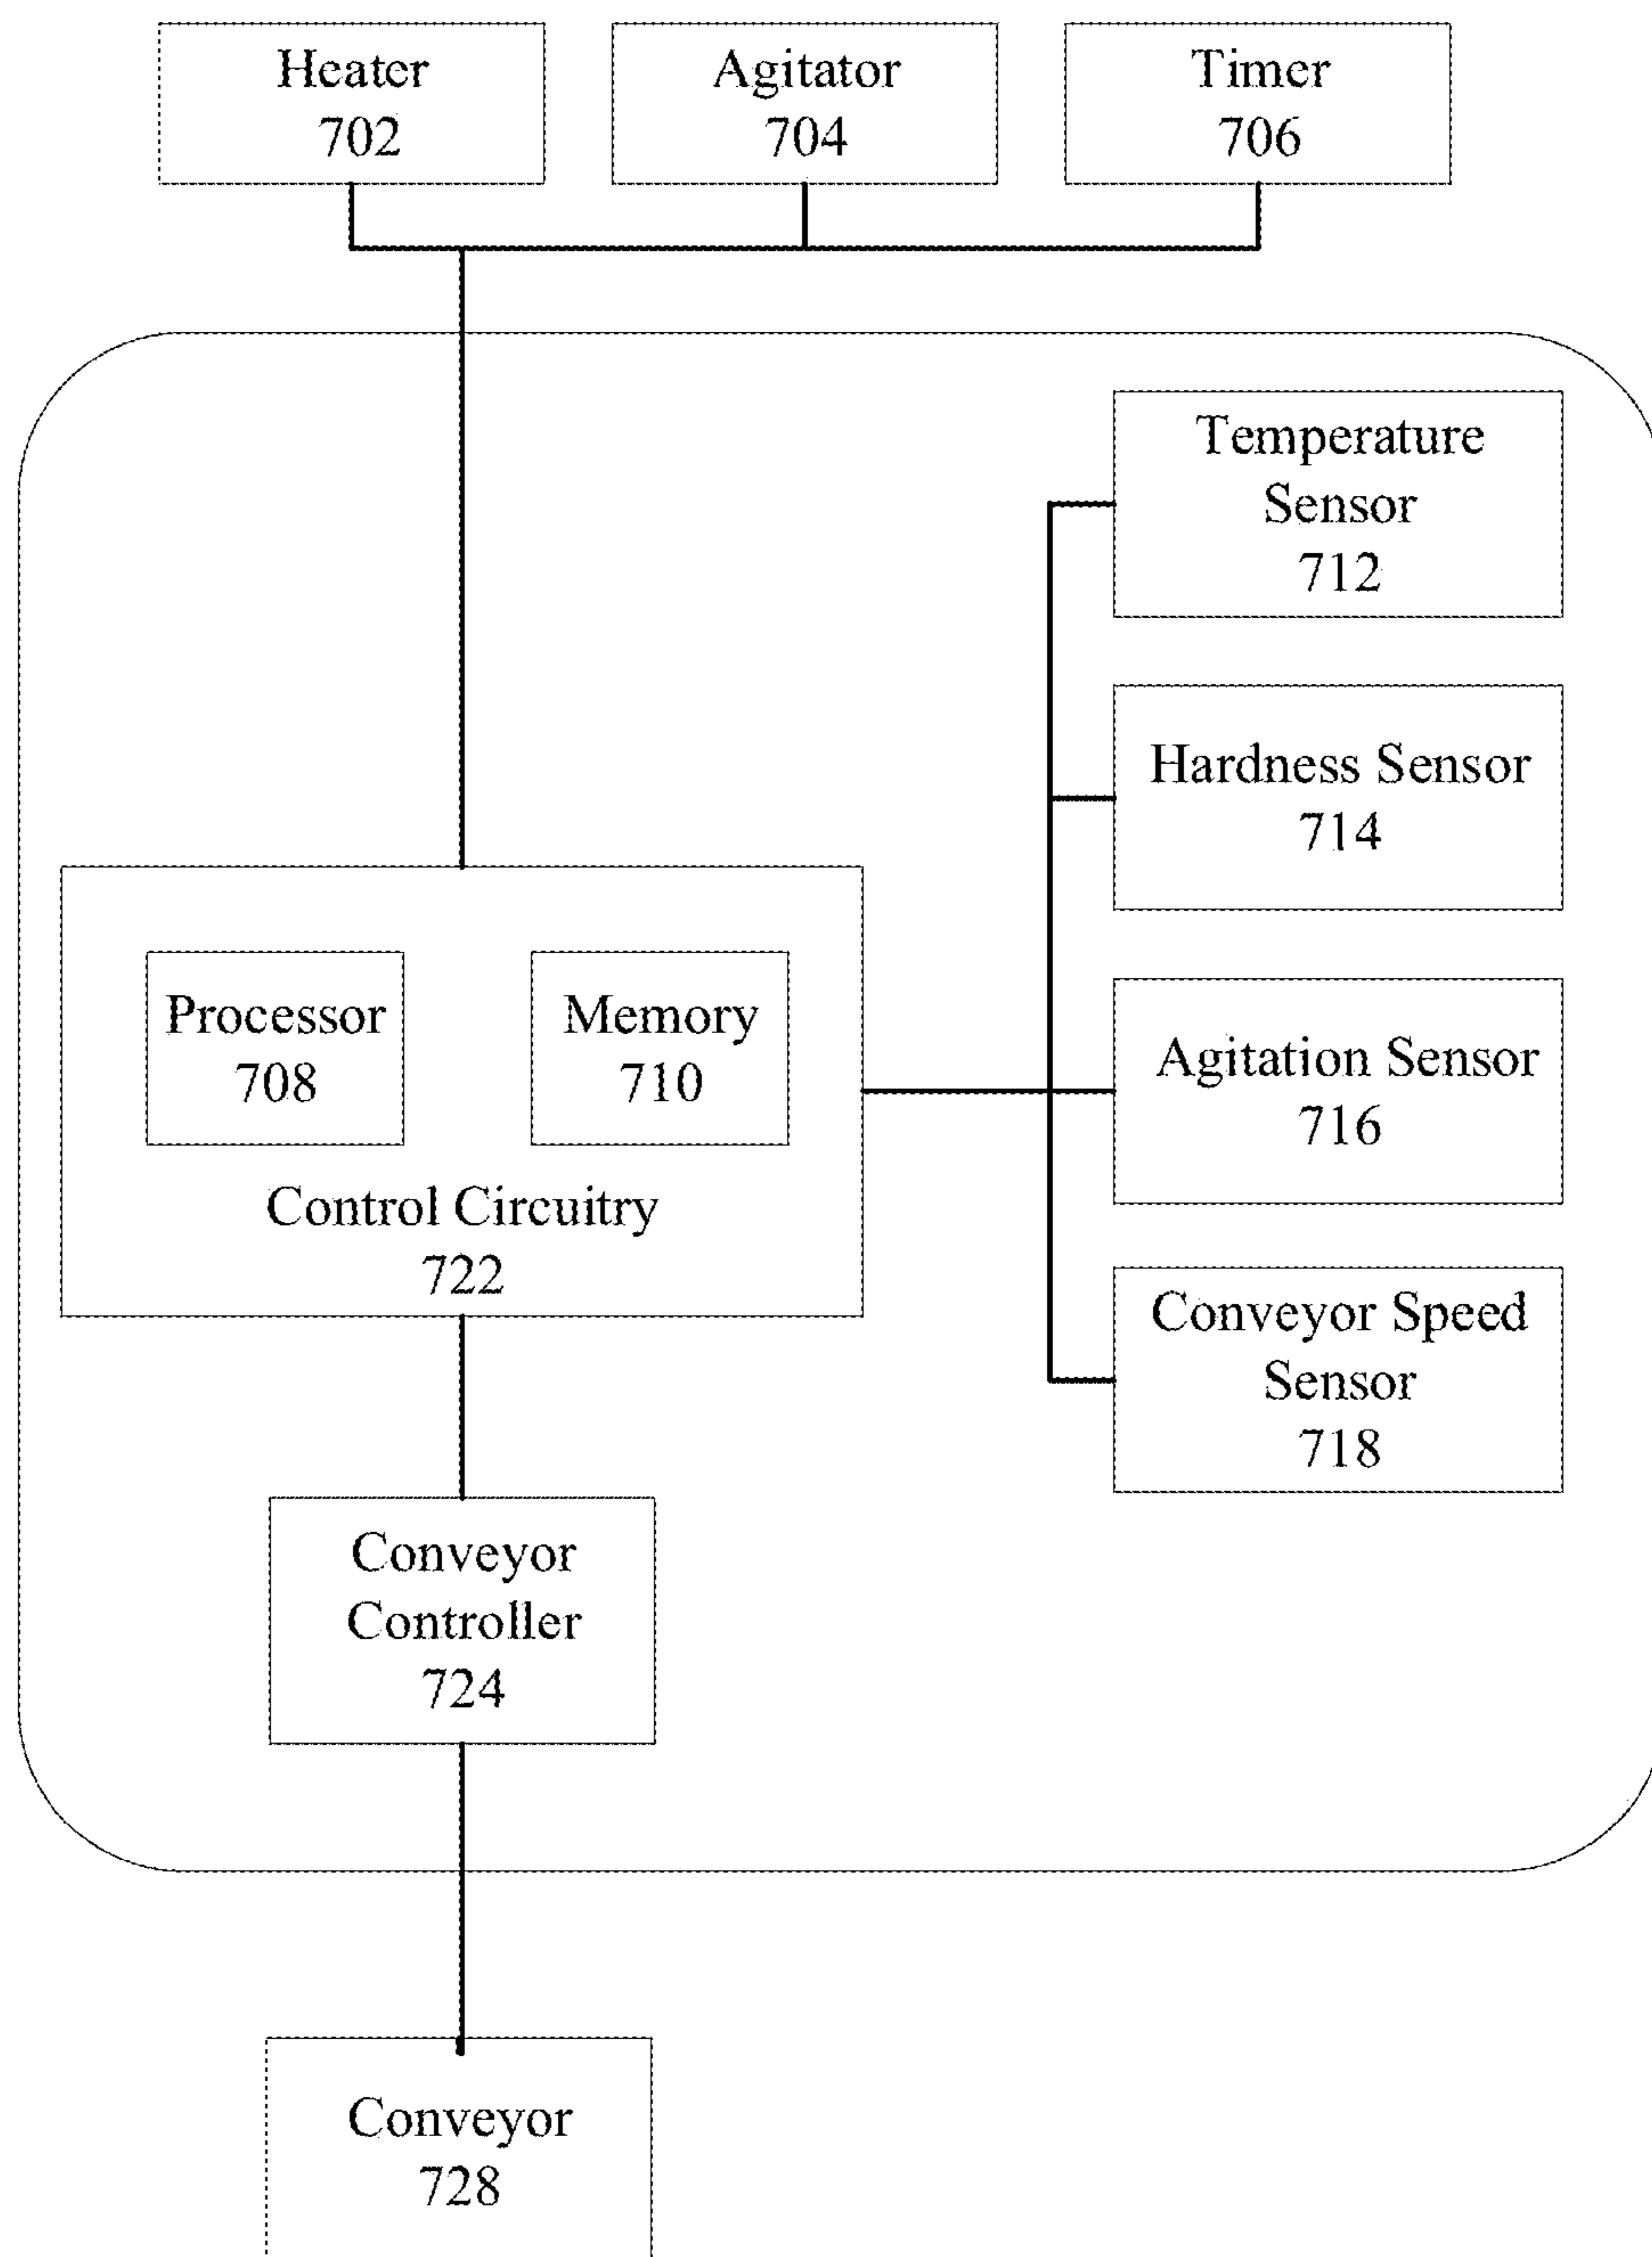 Heater
702
Agitator
704
Timer
706
Temperature
Sensor
712
Hardness Sensor
714
Processor
708
Memory
710
Control Circuitry
722
Agitation Sensor
716
Conveyor Speed
Sensor
718
Conveyor
Controller
724
Conveyor
728